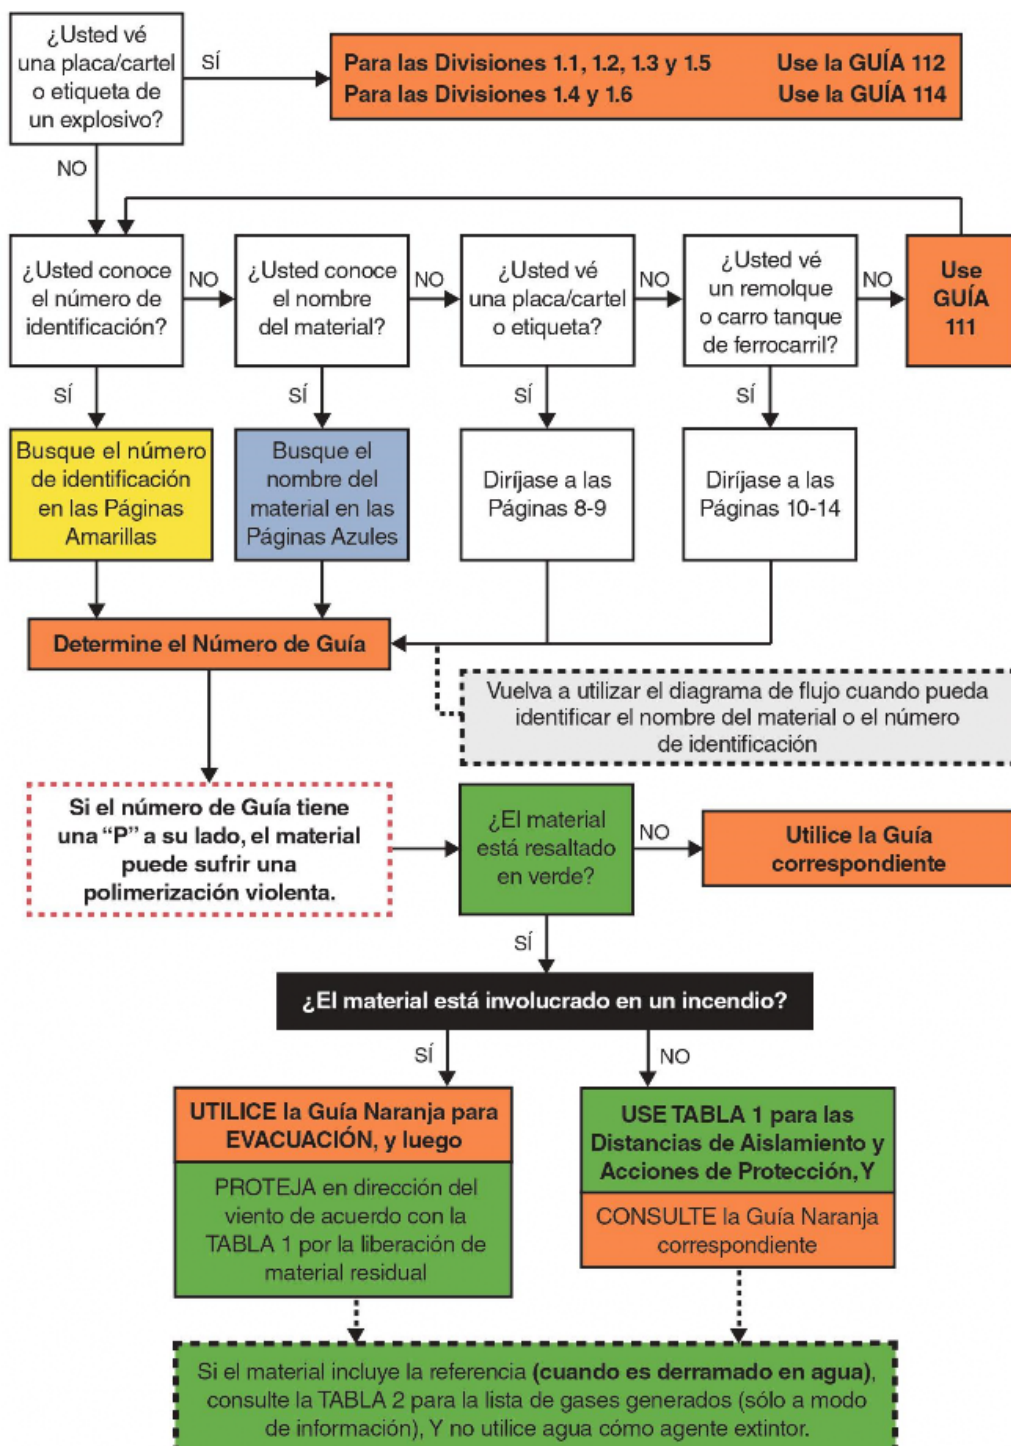 ¿Usted vé
una placa/cartel
o etiqueta de
un explosivo?
SÍ
Para las Divisiones 1.1, 1.2, 1.3 y 1.5 Use la GUÍA 112
Para las Divisiones 1.4 y 1.6 Use la GUÍA 114
NO
¿Usted conoce
el número de
identificación?
NO
¿Usted conoce
el nombre
del material?
NO
¿Usted vé
una placa/cartel
o etiqueta?
NO
¿Usted vé
un remolque
o carro tanque
de ferrocarril?
NO
Use
GUÍA
111
SÍ
SÍ
SÍ
SÍ
Busque el número
de identificación
en las Páginas
Amarillas
Busque el
nombre del
material en las
Páginas Azules
Diríjase a las
Páginas 8-9
Diríjase a las
Páginas 10-14
Determine el Número de Guía
Vuelva a utilizar el diagrama de flujo cuando pueda
identificar el nombre del material o el número
de identificación
Si el número de Guía tiene
una “P” a su lado, el material
puede sufrir una
polimerización violenta.
¿El material
está resaltado
en verde?
NO
Utilice la Guía
correspondiente
SÍ
¿El material está involucrado en un incendio?
SÍ
NO
UTILICE la Guía Naranja para
EVACUACIÓN, y luego
PROTEJA en dirección del
viento de acuerdo con la
TABLA 1 por la liberación de
material residual
USE TABLA 1 para las
Distancias de Aislamiento y
Acciones de Protección, Y
CONSULTE la Guía Naranja
correspondiente
Si el material incluye la referencia (cuando es derramado en agua),
consulte la TABLA 2 para la lista de gases generados (sólo a modo
de información), Y no utilice agua cómo agente extintor.